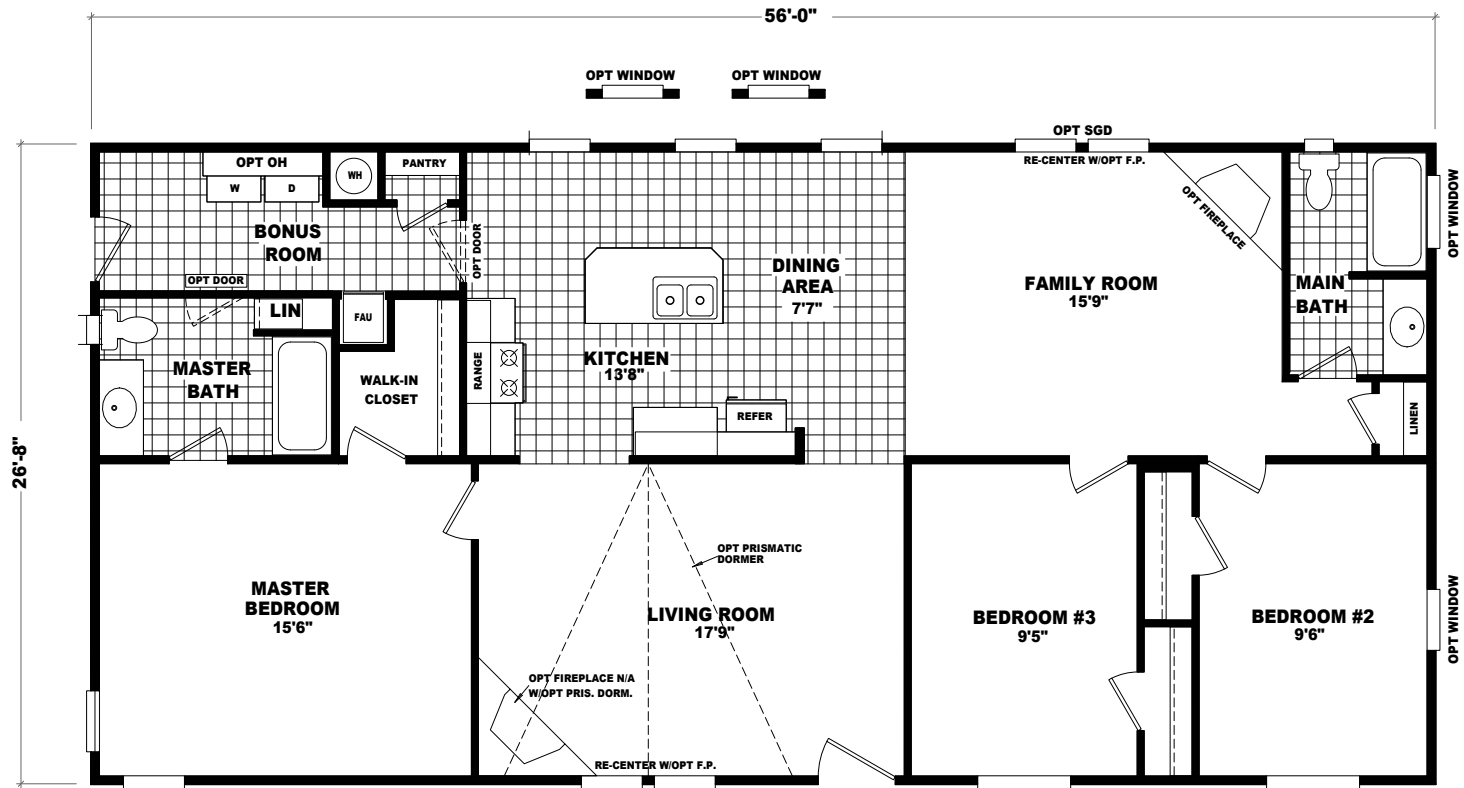 56'-0"
OPT WINDOW
OPT WINDOW
OPT SGD
RE-CENTER W/OPT F.P.
OPT OH
W
D
WH
PANTRY
BONUS
ROOM
OPT DOOR
OPT DOOR
DINING
AREA
7'7"
FAMILY ROOM
15'9"
OPT FIREPLACE
MAIN
BATH
OPT WINDOW
LIN
FAU
MASTER
BATH
WALK-IN
CLOSET
RANGE
KITCHEN
13'8"
REFER
LINEN
26'-8"
OPT PRISMATIC
DORMER
MASTER
BEDROOM
15'6"
LIVING ROOM
17'9"
BEDROOM #3
9'5"
BEDROOM #2
9'6"
OPT WINDOW
OPT FIREPLACE N/A
W/OPT PRIS. DORM.
RE-CENTER W/OPT F.P.